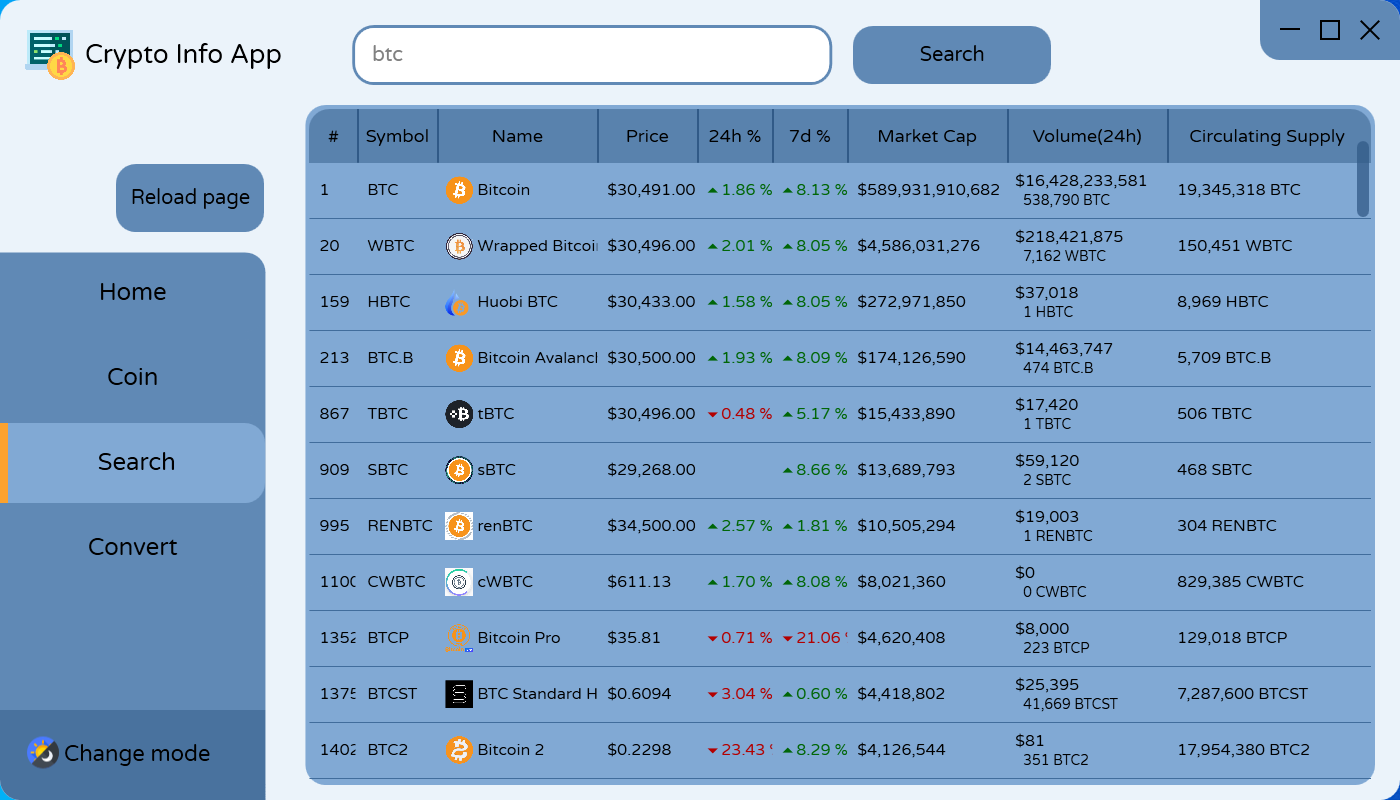 Crypto Info App
btc
Search
Reload page
Home
Coin
Search
Convert
Change mode
# Symbol Name Price 24h % 7d % Market Cap Volume(24h) Circulating Supply
1 BTC Bitcoin $30,491.00 1.86 % 8.13 % $589,931,910,682 $16,428,233,581 19,345,318 BTC
538,790 BTC
20 WBTC Wrapped Bitcoi $30,496.00 2.01 % 8.05 % $4,586,031,276 $218,421,875 150,451 WBTC
7,162 WBTC
159 HBTC Huobi BTC $30,433.00 1.58 % 8.05 % $272,971,850 $37,018 8,969 HBTC
1 HBTC
213 BTC.B Bitcoin Avalanc $30,500.00 1.93 % 8.09 % $174,126,590 $14,463,747 5,709 BTC.B
474 BTC.B
867 TBTC tBTC $30,496.00 0.48 % 5.17 % $15,433,890 $17,420 506 TBTC
1 TBTC
909 SBTC sBTC $29,268.00 8.66 % $13,689,793 $59,120 468 SBTC
2 SBTC
995 RENBTC renBTC $34,500.00 2.57 % 1.81 % $10,505,294 $19,003 304 RENBTC
1 RENBTC
1100 CWBTC cWBTC $611.13 1.70 % 8.08 % $8,021,360 $0 829,385 CWBTC
0 CWBTC
1352 BTCP Bitcoin Pro $35.81 0.71 % 21.06 $4,620,408 $8,000 129,018 BTCP
223 BTCP
1375 BTCST BTC Standard H $0.6094 3.04 % 0.60 % $4,418,802 $25,395 7,287,600 BTCST
41,669 BTCST
1402 BTC2 Bitcoin 2 $0.2298 23.43 8.29 % $4,126,544 $81 17,954,380 BTC2
351 BTC2